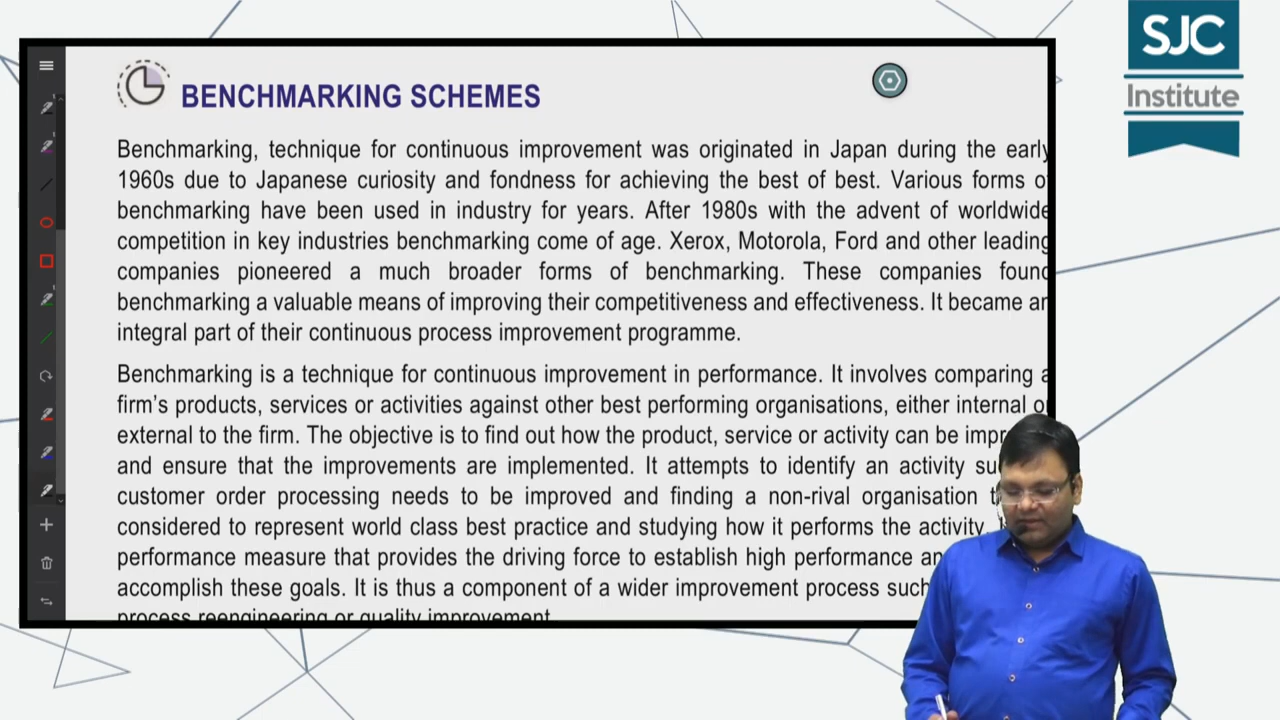 SJC
Institute
BENCHMARKING SCHEMES
Benchmarking, technique for continuous improvement was originated in Japan during the early
1960s due to Japanese curiosity and fondness for achieving the best of best. Various forms
benchmarking have been used in industry for years. After 1980s with the advent of worldwide
competition in key industries benchmarking come of age. Xerox, Motorola, Ford and other leading
companies pioneered a much broader forms of benchmarking. These companies found
benchmarking a valuable means of improving their competitiveness and effectiveness. It became
integral part of their continuous process improvement programme.
Benchmarking is a technique for continuous improvement in performance. It involves comparing
firm's products, services or activities against other best performing organisations, either internal
external to the firm. The objective is to find out how the product, service or activity can be
and ensure that the improvements are implemented. It attempts to identify an activity
customer order processing needs to be improved and finding a non-rival organisation
considered to represent world class best practice and studying how it performs the activity.
performance measure that provides the driving force to establish high performance
accomplish these goals. It is thus a component of a wider improvement process such
process reengineering or quality improvement